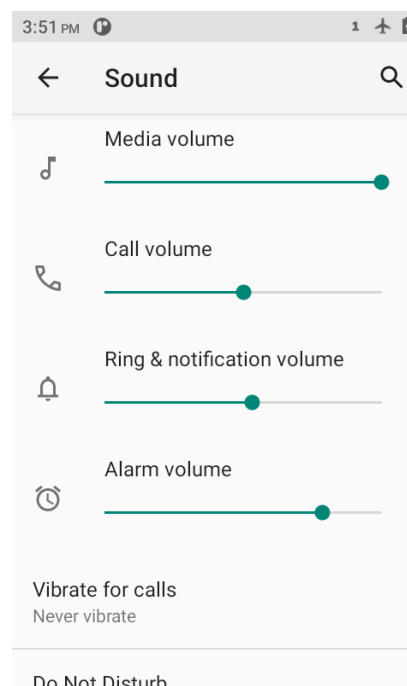 3:51 PM 1
Sound
Media volume
Call volume
Ring & notification volume
Alarm volume
Vibrate for calls
Never vibrate
Do Not Disturb